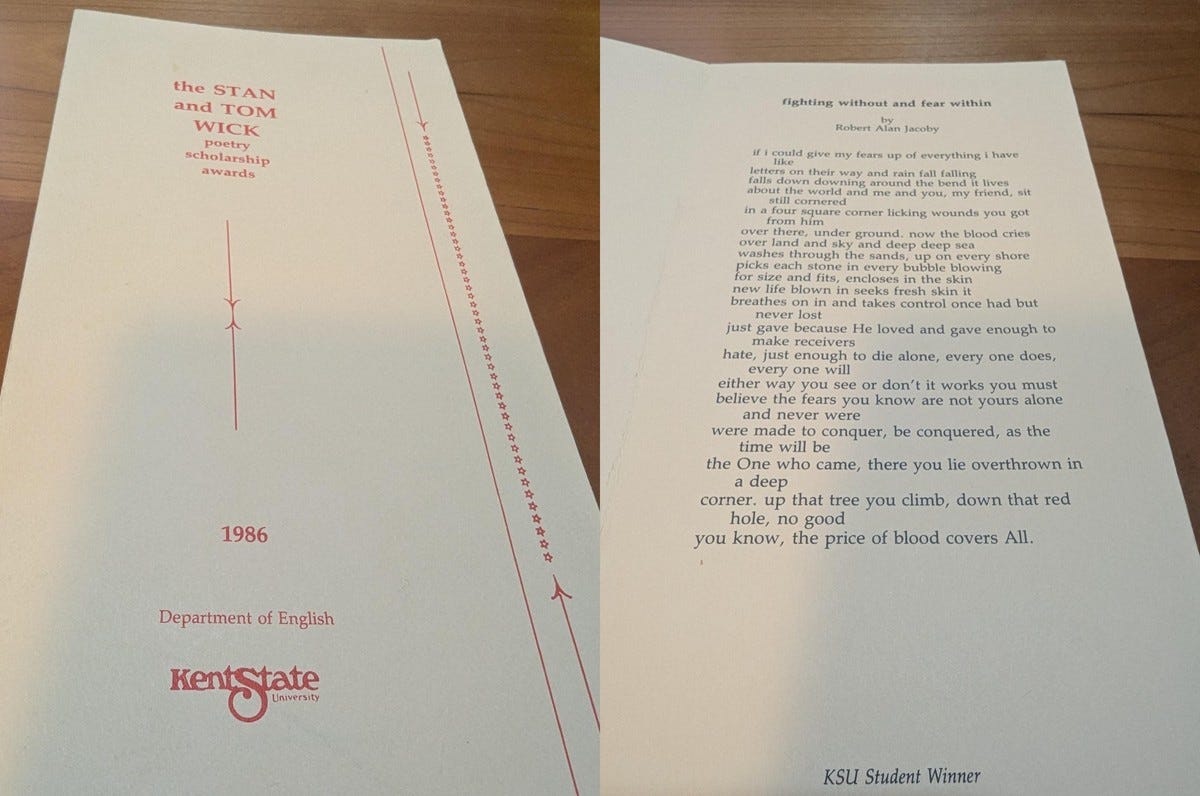 the STAN
and TOM
WICK
poetry
scholarship
awards
1986
Department of English
KentState
University
fighting without and fear within
by
Robert Alan Jacoby
if i could give my fears up of everything i have
like
letters on their way and rain fall falling
falls down downing around the bend it lives
about the world and me and you, my friend, sit
still cornered
in a four square corner licking wounds you got
from him
over there, under ground. now the blood cries
over land and sky and deep deep sea
washes through the sands, up on every shore
picks each stone in every bubble blowing
for size and fits, encloses in the skin
new life blown in seeks fresh skin it
breathes on in and takes control once had but
never lost
just gave because He loved and gave enough to
make receivers
hate, just enough to die alone, every one does,
every one will
either way you see or don't it works you must
believe the fears you know are not yours alone
and never were
were made to conquer, be conquered, as the
time will be
the One who came, there you lie overthrown in
a deep
corner. up that tree you climb, down that red
hole, no good
you know, the price of blood covers All.
KSU Student Winner